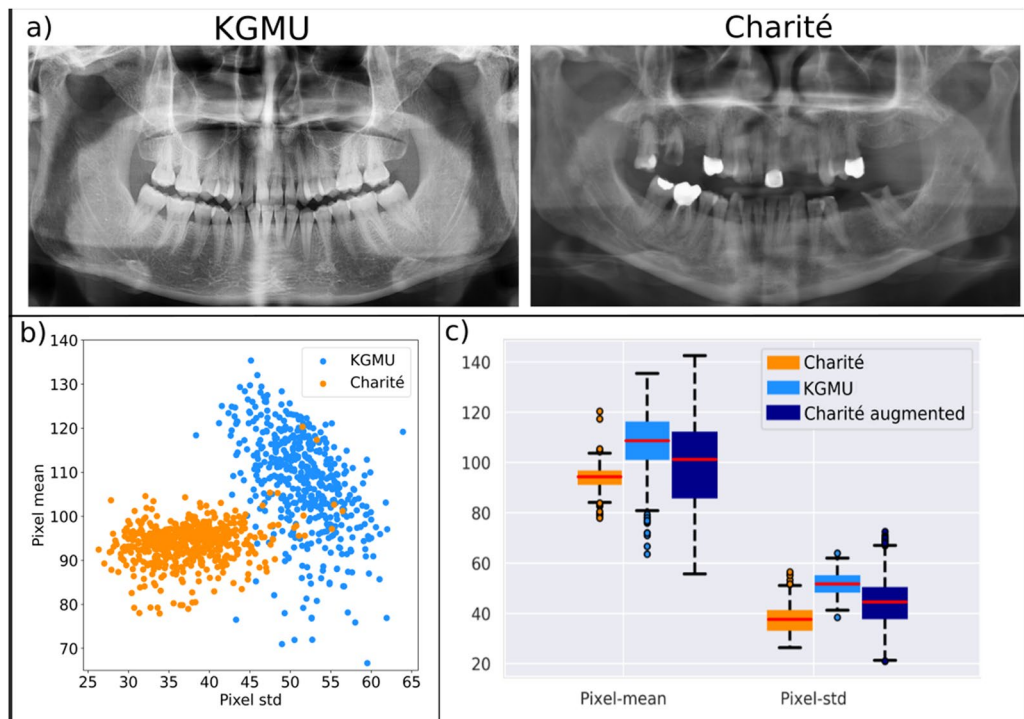 a)
KGMU
Charité
b)
140
130
120
110
100
90
80
70
Pixel mean
25 30 35 40 45 50 55 60 65
Pixel std
KGMU
Charité
c)
140
120
100
80
60
40
20
Pixel-mean
Pixel-std
Charité
KGMU
Charité augmented